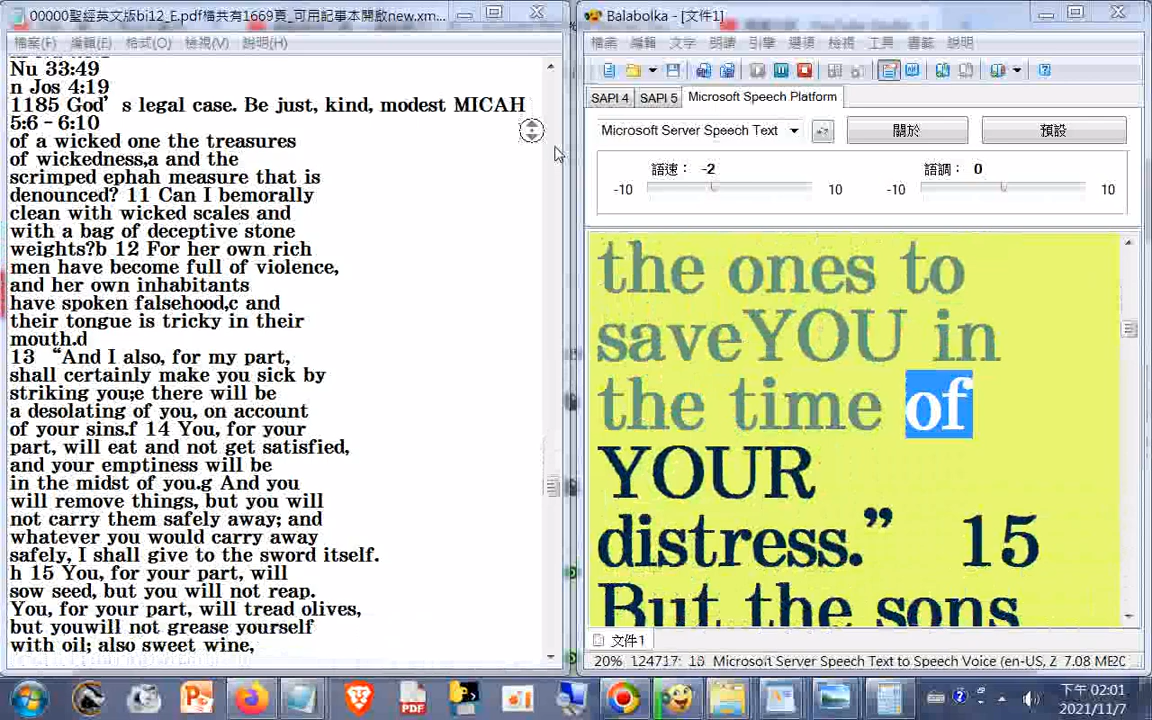 00000聖經英文版bi12_E.pdf檔共有1669頁_可用記事本開啟new.xm...
檔案(F) 編輯(E) 格式(O) 檢視(V) 說明(H)
Nu 33:49
n Jos 4:19
1185 God’s legal case. Be just, kind, modest MICAH
5:6–6:10
of a wicked one the treasures
of wickedness,a and the
scrimped ephah measure that is
denounced? 11 Can I bemorally
clean with wicked scales and
with a bag of deceptive stone
weights?b 12 For her own rich
men have become full of violence,
and her own inhabitants
have spoken falsehood,c and
their tongue is tricky in their
mouth.d
13 “And I also, for my part,
shall certainly make you sick by
striking you;e there will be
a desolating of you, on account
of your sins.f 14 You, for your
part, will eat and not get satisfied,
and your emptiness will be
in the midst of you.g And you
will remove things, but you will
not carry them safely away; and
whatever you would carry away
safely, I shall give to the sword itself.
h 15 You, for your part, will
sow seed, but you will not reap.
You, for your part, will tread olives,
but youwill not grease yourself
with oil; also sweet wine,
Balabolka - [文件1]
檔案 編輯 文字 朗讀 引擎 選項 檢視 工具 書籤 說明
SAPI 4 SAPI 5 Microsoft Speech Platform
Microsoft Server Speech Text 關於 預設
語速： -2 語調： 0
-10 10 -10 10
the ones to
saveYOU in
the time of
YOUR
distress.” 15
But the sons
文件1
20% 124717: 18 Microsoft Server Speech Text to Speech Voice (en-US, Z 7.08 ME20
下午 02:01
2021/11/7